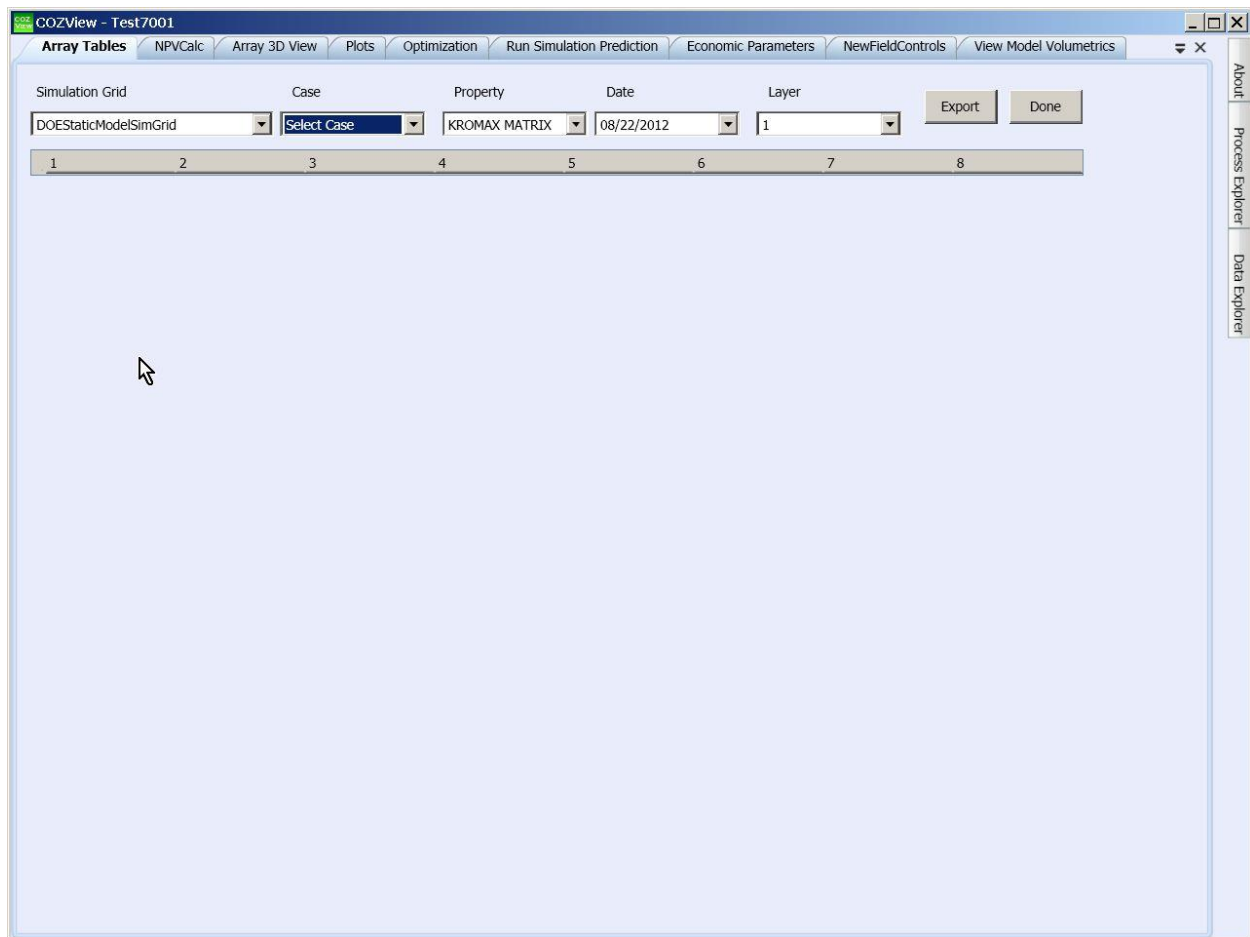 COZ View COZView - Test7001
Array Tables NPVCalc Array 3D View Plots Optimization Run Simulation Prediction Economic Parameters NewFieldControls View Model Volumetrics
Simulation Grid Case Property Date Layer
DOEStaticModelSimGrid Select Case KROMAX MATRIX 08/22/2012 1 Export Done
1 2 3 4 5 6 7 8
About
Process Explorer
Data Explorer